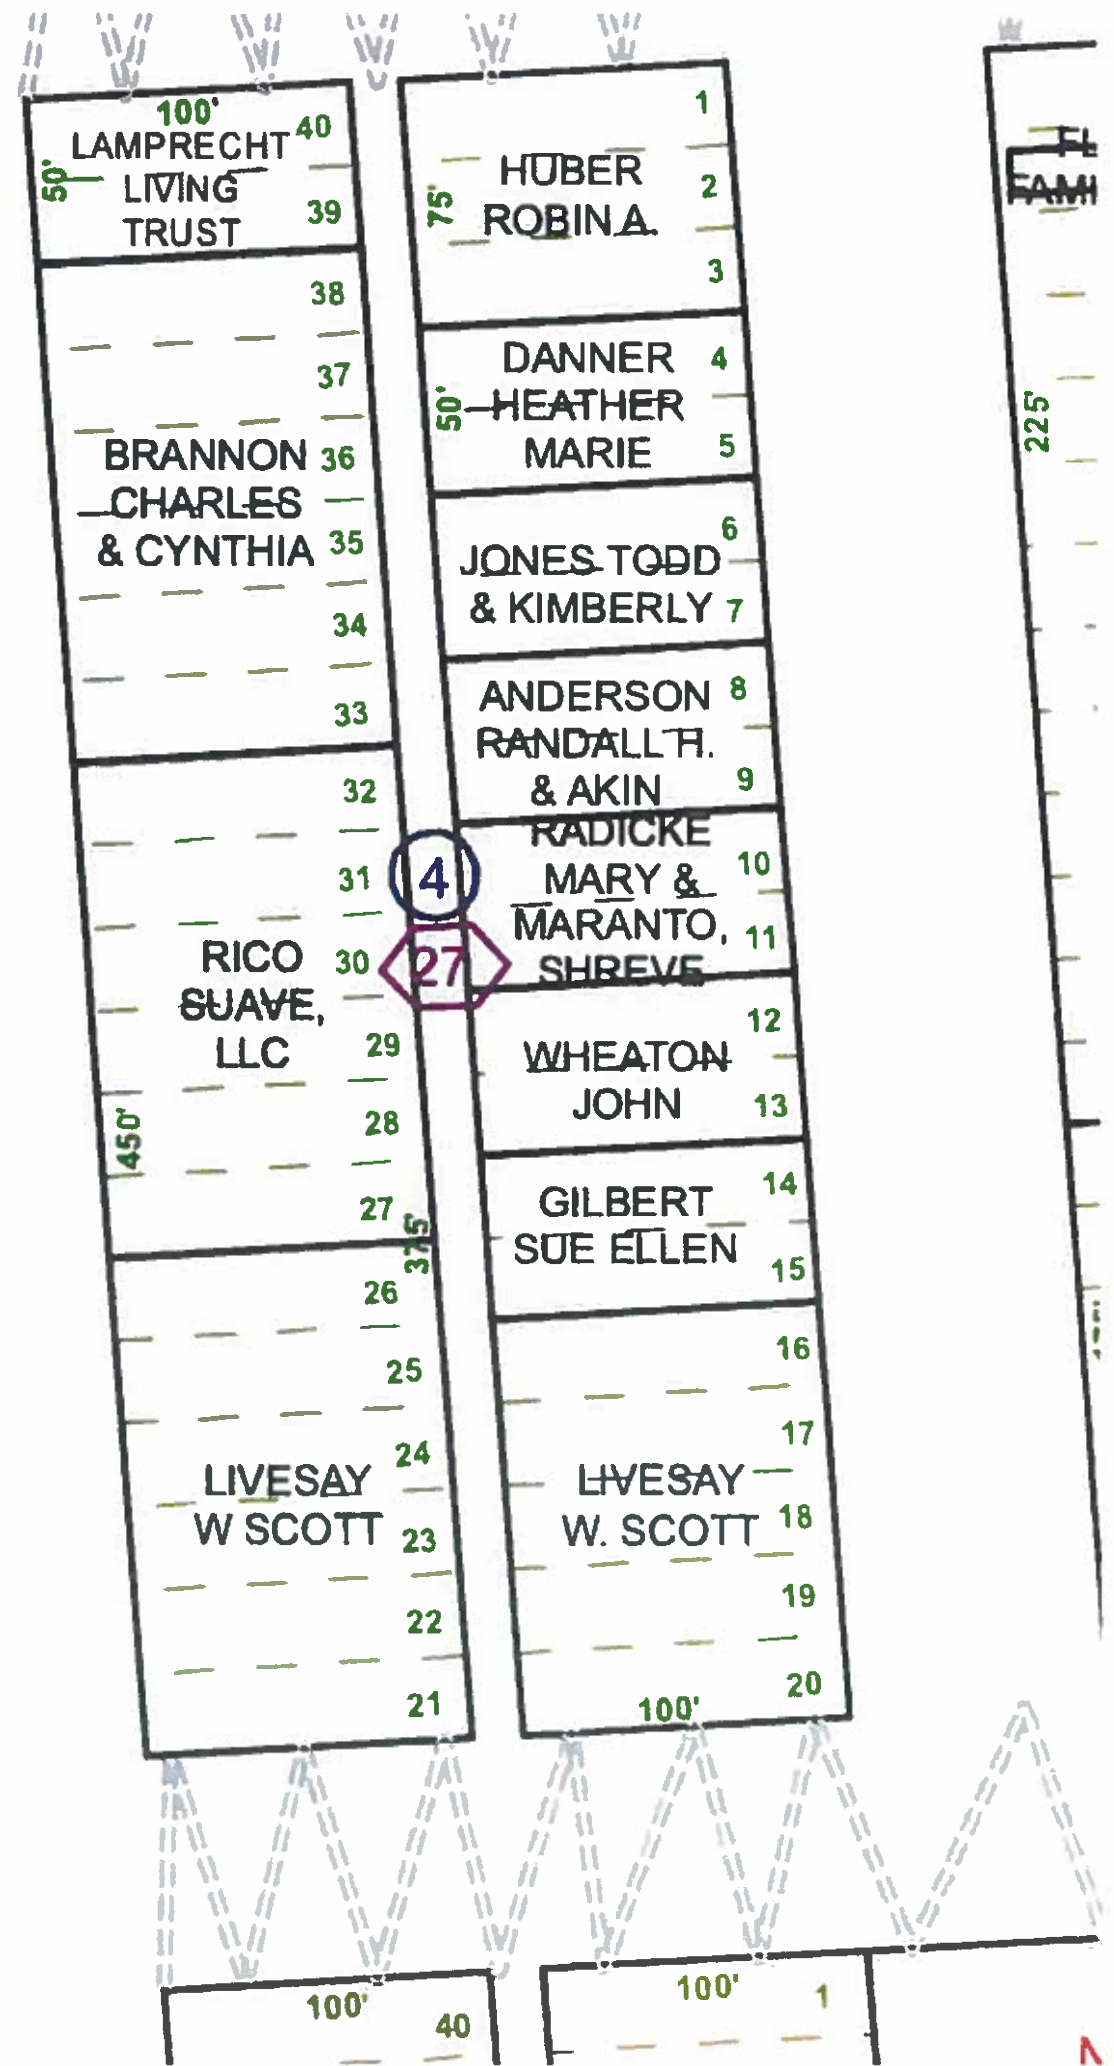 100'
40
LAMPRECHT
LIVING
TRUST
50'
39
38
37
BRANNON
36
CHARLES
& CYNTHIA
35
34
33
32
31
RICO
30
SUAVE,
LLC
29
28
450'
27
375'
26
25
24
LIVESAY
W SCOTT
23
22
21
1
HUBER
2
ROBIN A.
75'
3
DANNER
4
HEATHER
50'
MARIE
5
6
JONES TODD
& KIMBERLY
7
ANDERSON
8
RANDALL H.
& AKIN
9
RADICKE
MARY &
10
MARANTO,
11
SHREVE
4
27
12
WHEATON
JOHN
13
14
GILBERT
SUE ELLEN
15
16
17
LIVESAY
W. SCOTT
18
19
20
100'
FL
FAMI
225'
100'
40
100'
1